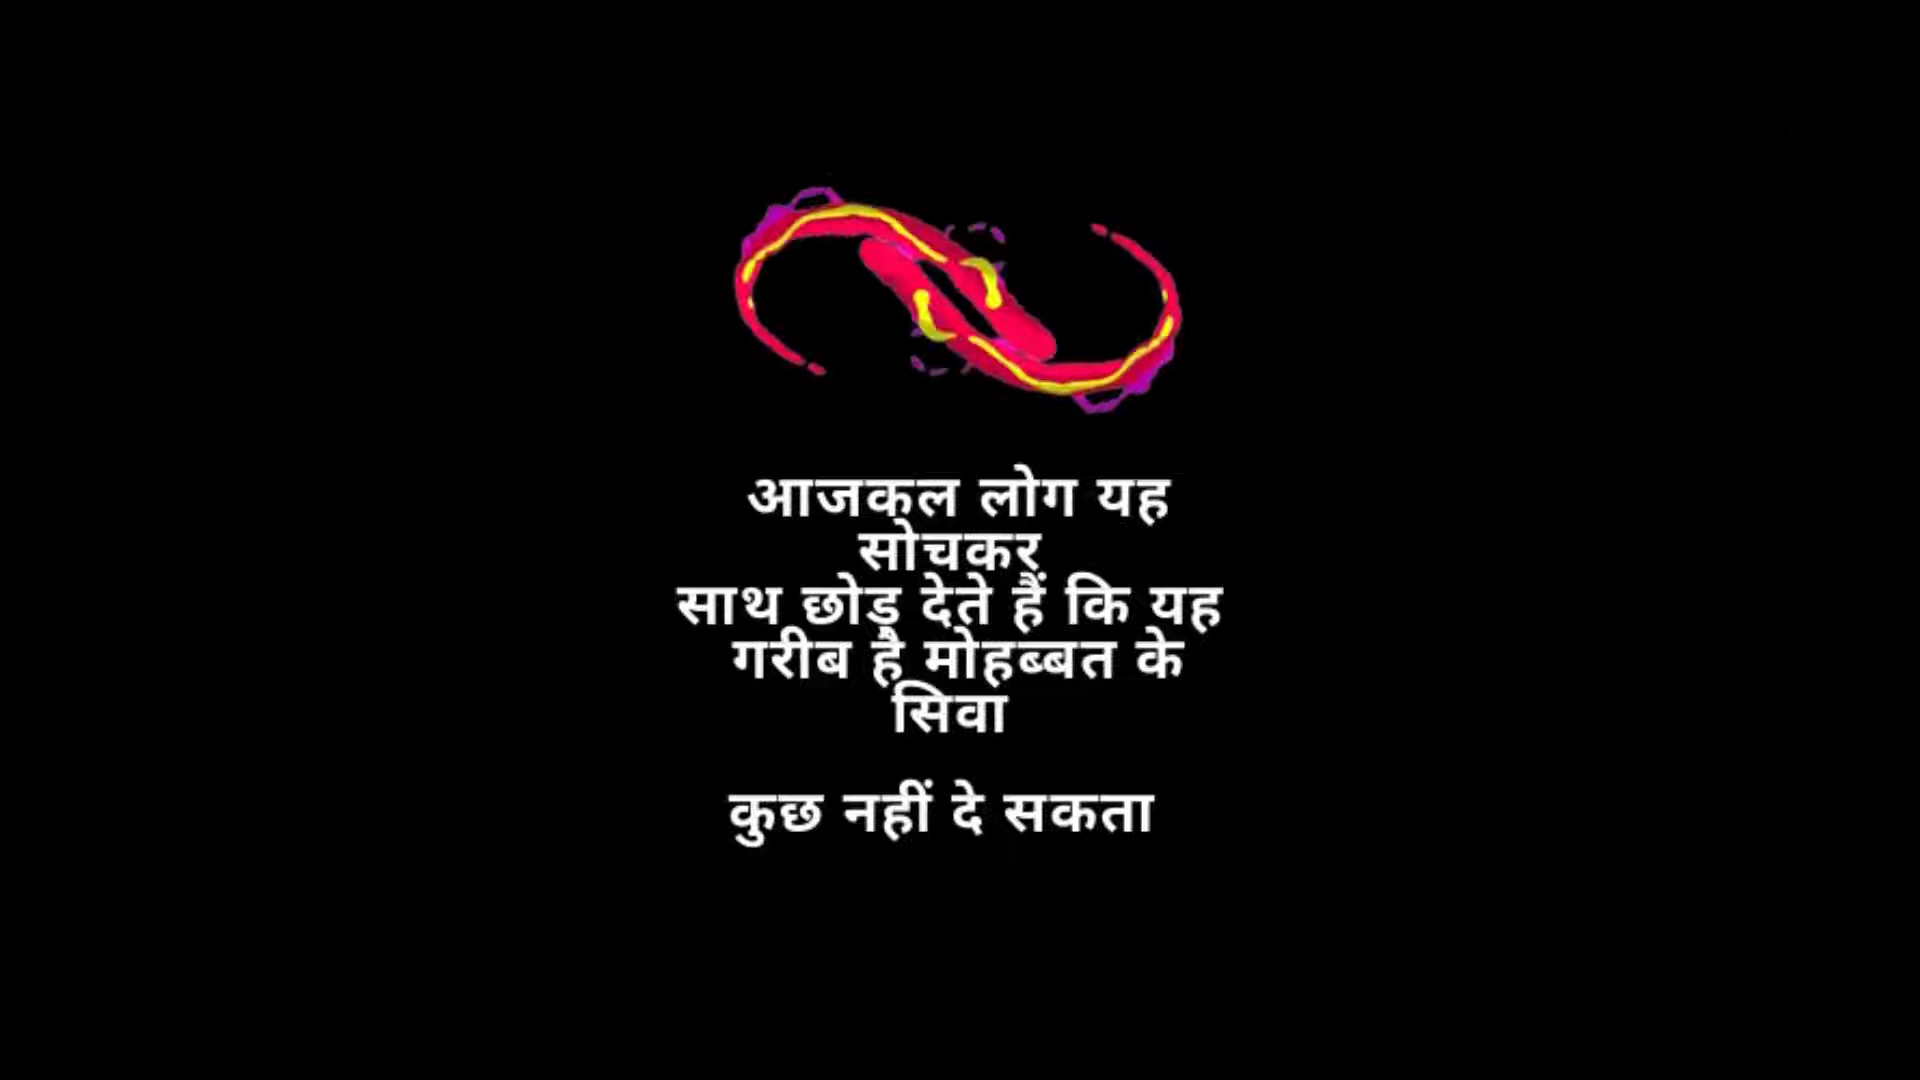 आजकल लोग यह
सोचकर
साथ छोड़ देते हैं कि यह
गरीब है मोहब्बत के
सिवा
कुछ नहीं दे सकता